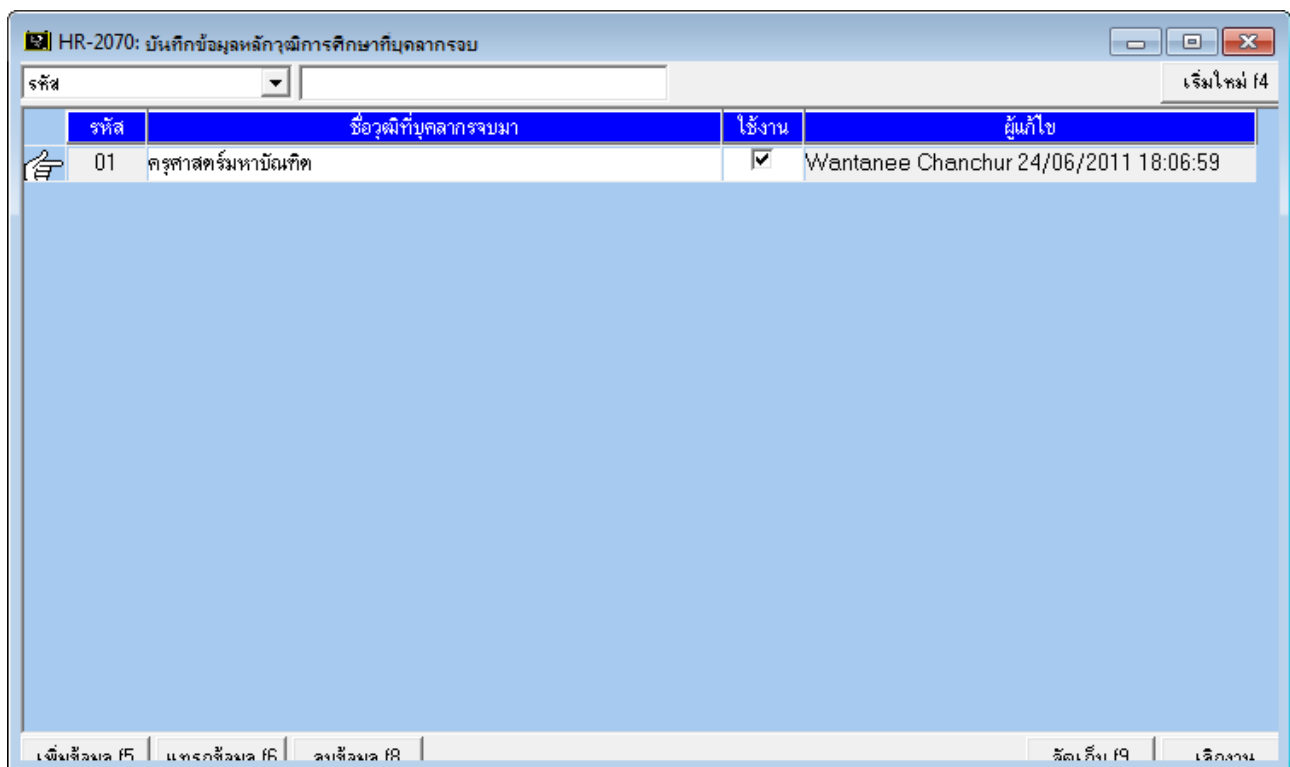 HR-2070: บันทึกข้อมูลหลักวุฒิการศึกษาที่บุคลากรจบ
รหัส เริ่มใหม่ f4
รหัส ชื่อวุฒิที่บุคลากรจบมา ใช้งาน ผู้แก้ไข
01 ครุศาสตร์มหาบัณฑิต Wantanee Chanchur 24/06/2011 18:06:59
เพิ่มข้อมูล f5 แทรกข้อมูล f6 ลบข้อมูล f8 จัดเก็บ f9 เลิกงาน